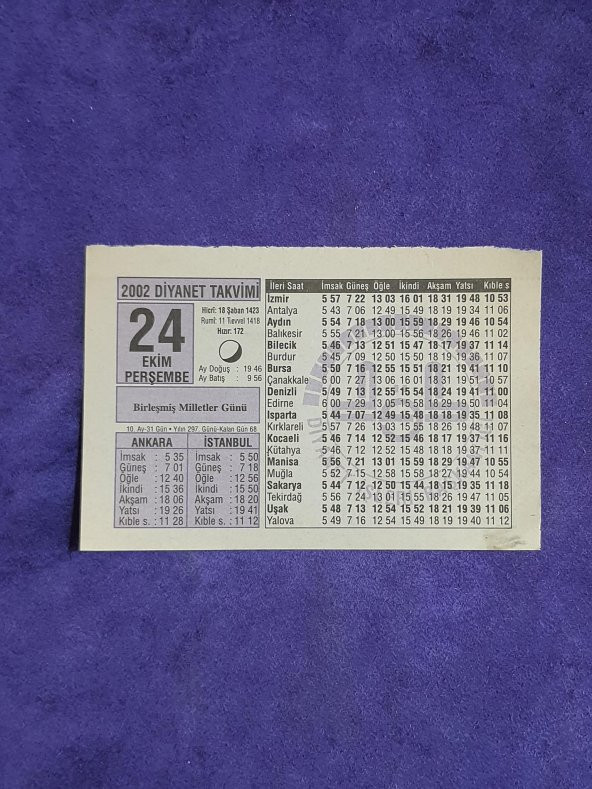 2002 DİYANET TAKVİMİ
24
EKİM
PERŞEMBE
Hicri: 18 Şaban 1423
Rumi: 11 T.evvel 1418
Hızır: 172
Ay Doğuş : 19 46
Ay Batış : 9 56
Birleşmiş Milletler Günü
10. Ay-31 Gün • Yılın 297. Günü-Kalan Gün 68
ANKARA
İmsak : 5 35
Güneş : 7 01
Öğle : 12 40
İkindi : 15 36
Akşam : 18 06
Yatsı : 19 26
Kıble s. : 11 28
İSTANBUL
: 5 50
: 7 18
: 12 56
: 15 50
: 18 20
: 19 41
: 11 12
İleri Saat İmsak Güneş Öğle İkindi Akşam Yatsı Kıble s
İzmir 5 57 7 22 13 03 16 01 18 31 19 48 10 53
Antalya 5 43 7 06 12 49 15 49 18 19 19 34 11 06
Aydın 5 54 7 18 13 00 15 59 18 29 19 46 10 54
Balıkesir 5 55 7 21 13 00 15 56 18 26 19 46 11 02
Bilecik 5 46 7 13 12 51 15 47 18 17 19 37 11 14
Burdur 5 45 7 09 12 50 15 50 18 19 19 36 11 07
Bursa 5 50 7 16 12 55 15 51 18 21 19 41 11 10
Çanakkale 6 00 7 27 13 06 16 01 18 31 19 51 10 57
Denizli 5 49 7 13 12 55 15 54 18 24 19 41 11 00
Edirne 6 00 7 29 13 05 15 58 18 29 19 50 11 04
Isparta 5 44 7 07 12 49 15 48 18 18 19 35 11 08
Kırklareli 5 57 7 26 13 03 15 55 18 26 19 48 11 07
Kocaeli 5 46 7 14 12 52 15 46 18 17 19 37 11 16
Kütahya 5 46 7 12 12 52 15 48 18 18 19 37 11 11
Manisa 5 56 7 21 13 01 15 59 18 29 19 47 10 55
Muğla 5 52 7 15 12 58 15 58 18 27 19 44 10 56
Sakarya 5 44 7 12 12 50 15 44 18 15 19 35 11 18
Tekirdağ 5 56 7 24 13 01 15 55 18 26 19 47 11 05
Uşak 5 48 7 13 12 54 15 52 18 21 19 39 11 06
Yalova 5 49 7 16 12 54 15 49 18 19 19 40 11 12